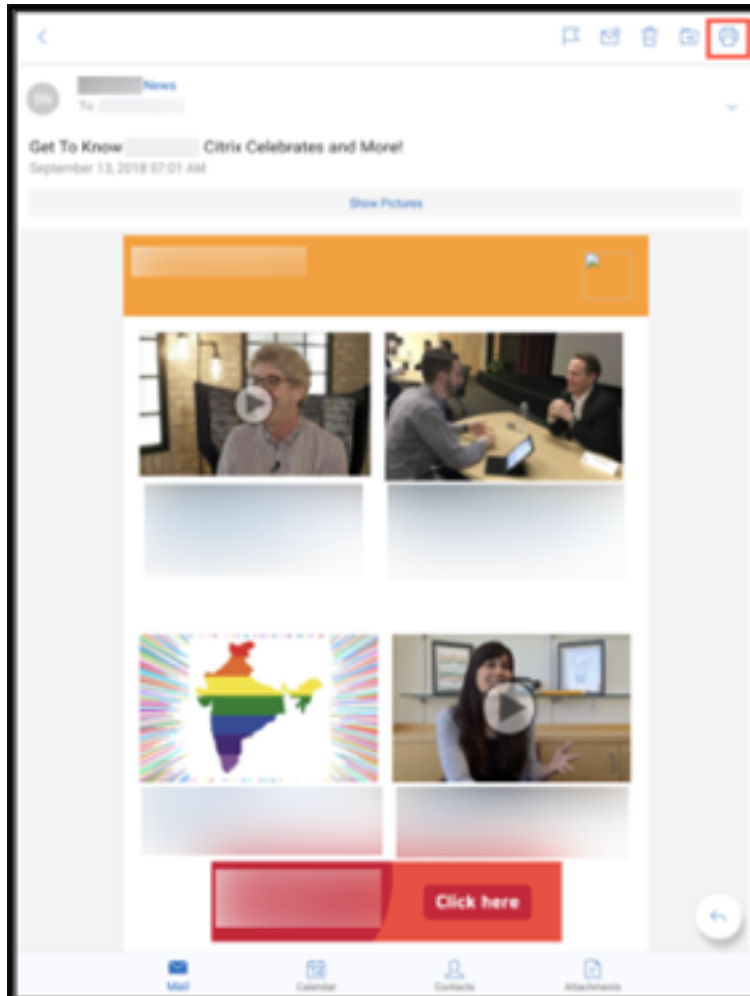 News
To:
Get To Know Citrix Celebrates and More!
September 13, 2018 07:01 AM
Show Pictures
Click here
Mail
Calendar
Contacts
Attachments